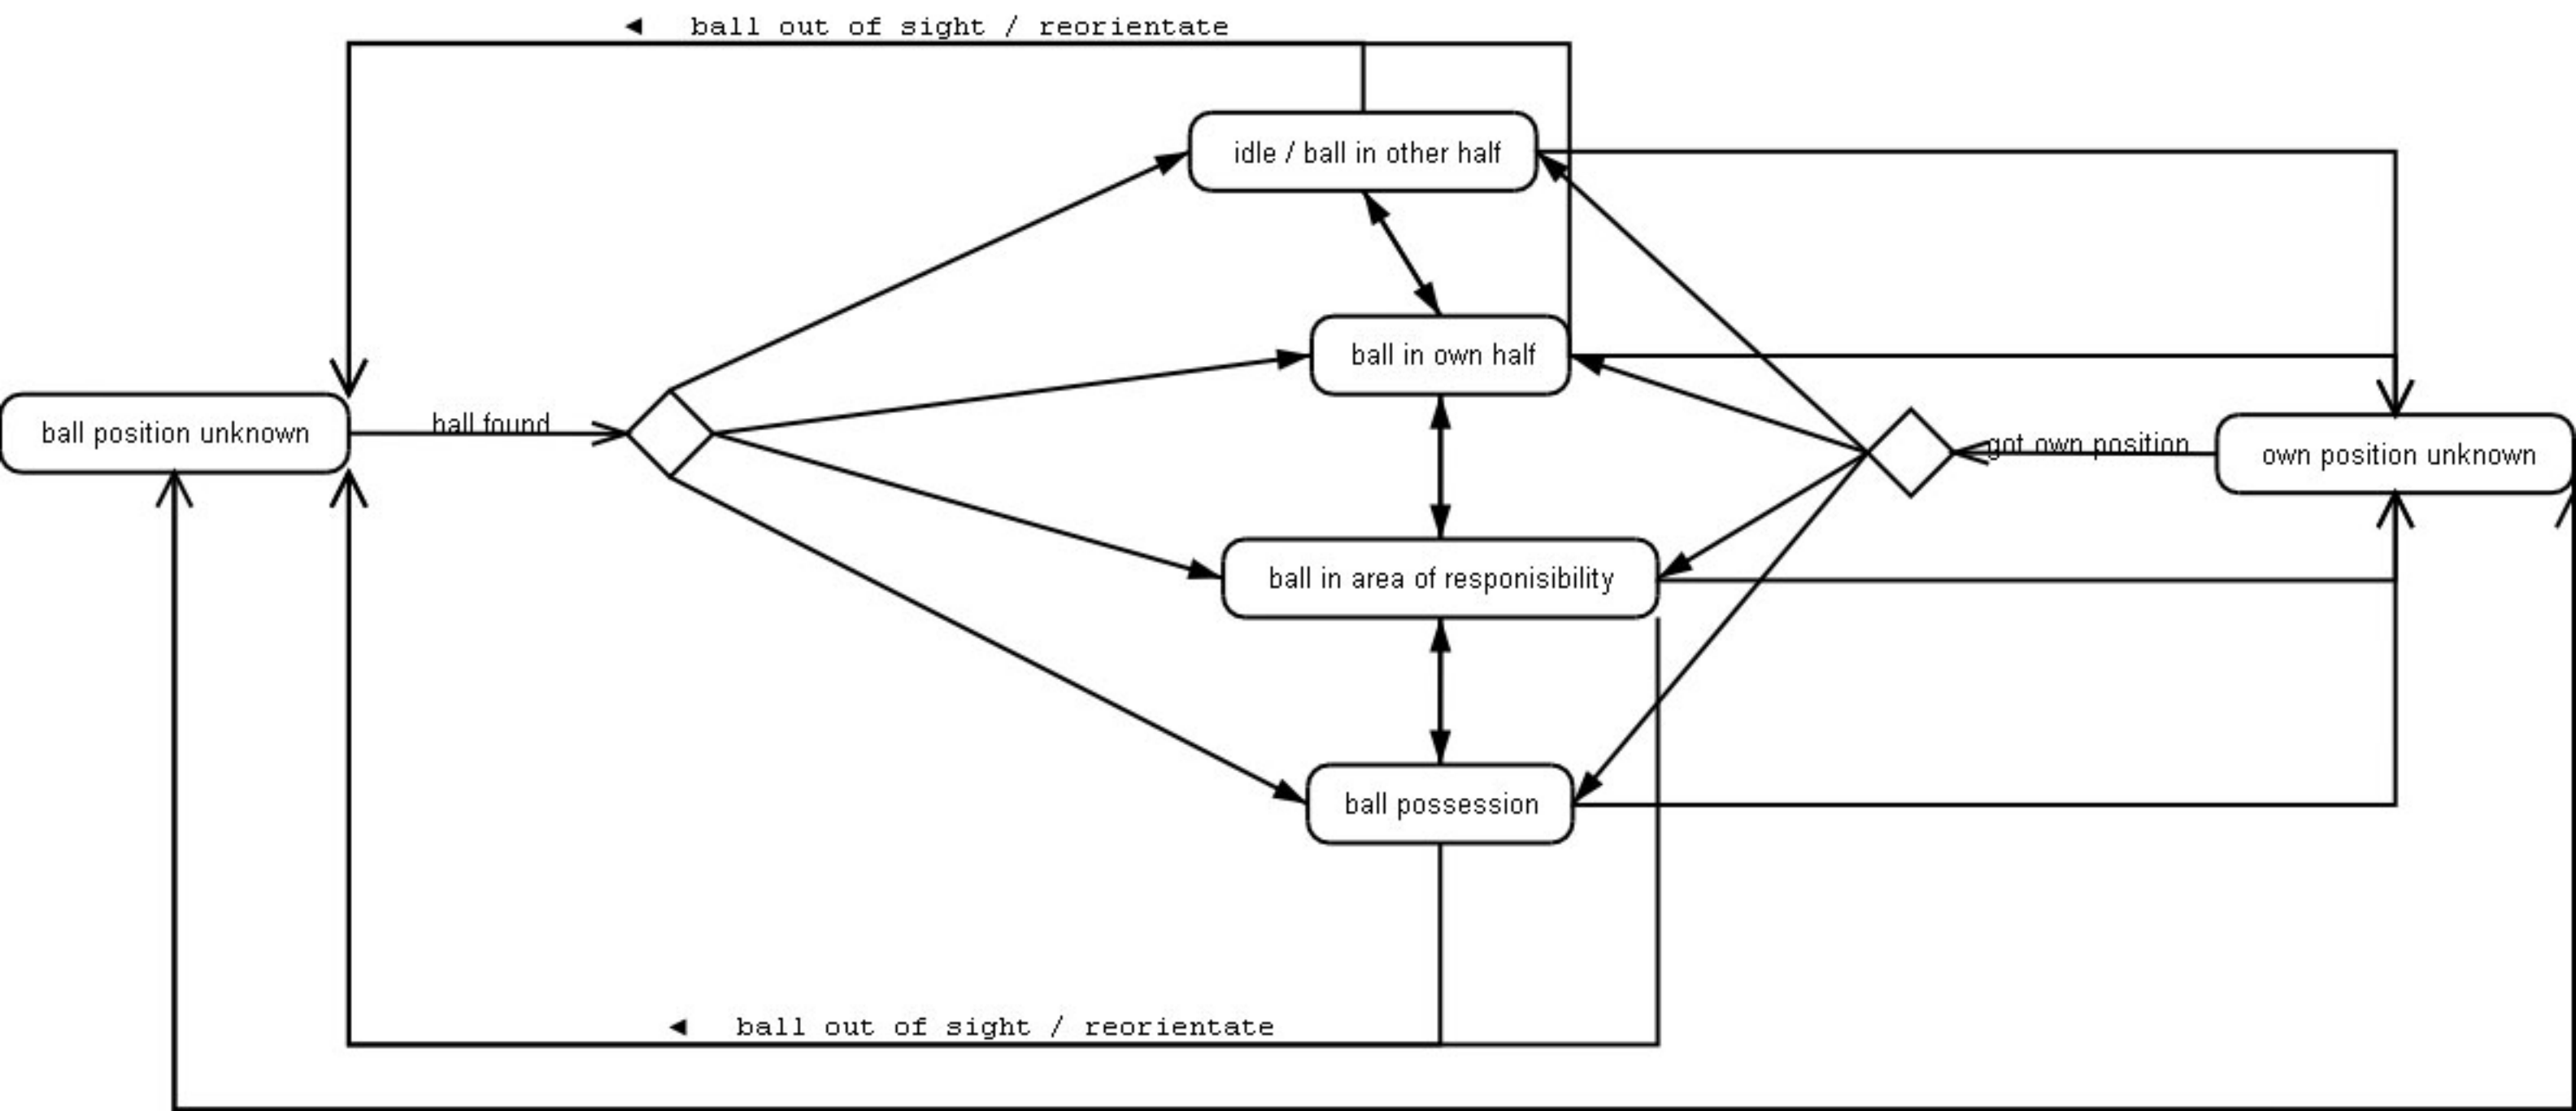 ◄ ball out of sight / reorientate
idle / ball in other half
ball in own half
ball position unknown
ball found
got own position
own position unknown
ball in area of responisibility
ball possession
◄ ball out of sight / reorientate